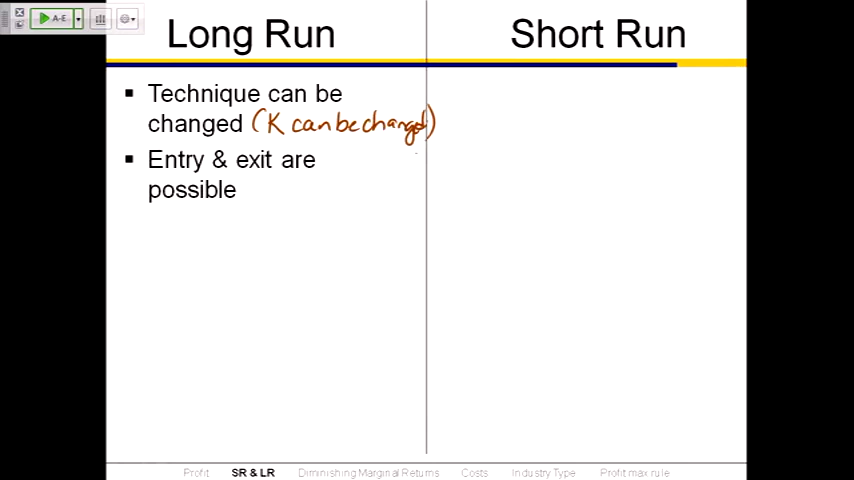 A-E
Long Run
Short Run
▪ Technique can be
changed (K can be changed)
▪ Entry & exit are
possible
Profit SR & LR Diminishing Marginal Returns Costs Industry Type Profit max rule